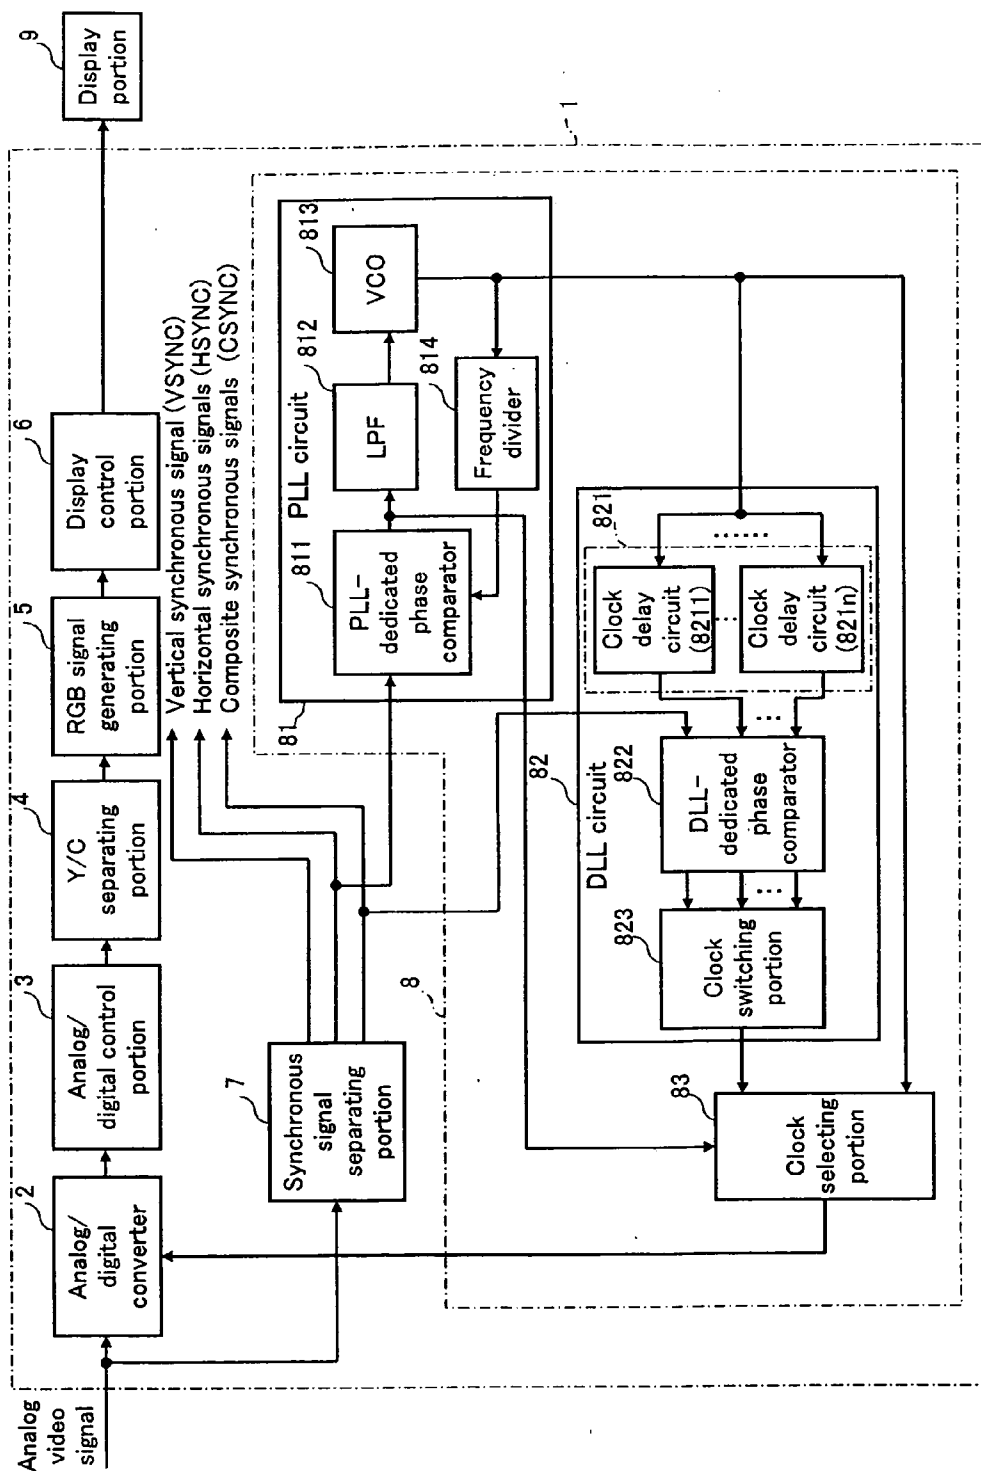 Analog
video
signal
2
Analog/
digital
converter
3
Analog/
digital control
portion
4
Y/C
separating
portion
5
RGB signal
generating
portion
6
Display
control
portion
9
Display
portion
1
7
Synchronous
signal
separating
portion
Vertical synchronous signal (VSYNC)
Horizontal synchronous signals (HSYNC)
Composite synchronous signals (CSYNC)
8
81
PLL circuit
811
PLL-
dedicated
phase
comparator
812
LPF
813
VCO
814
Frequency
divider
82
DLL circuit
821
Clock
delay
circuit
(8211)
Clock
delay
circuit
(821n)
822
DLL-
dedicated
phase
comparator
823
Clock
switching
portion
83
Clock
selecting
portion